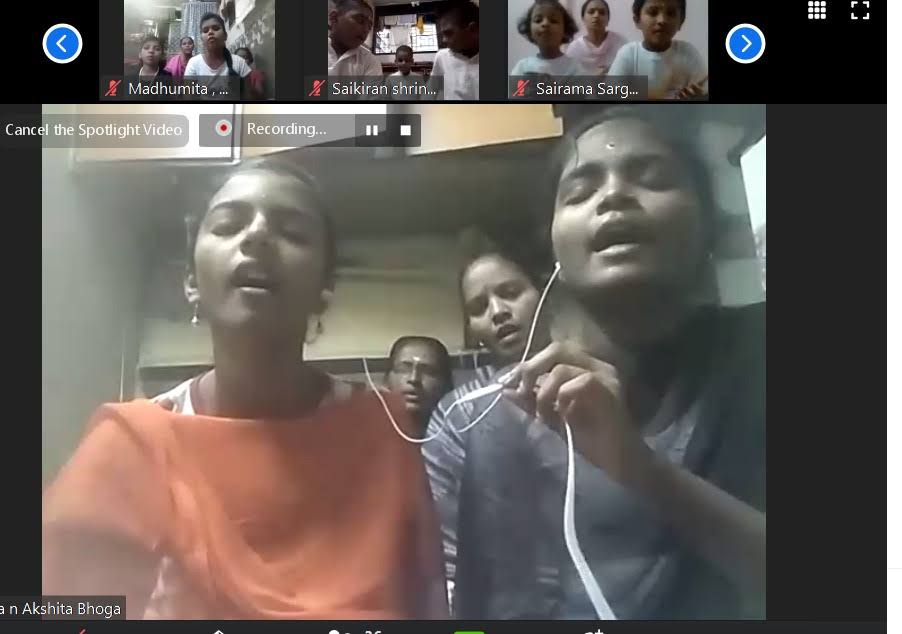 Madhumita , ...
Saikiran shrin...
Sairama Sarg...
Cancel the Spotlight Video
Recording...
a n Akshita Bhoga